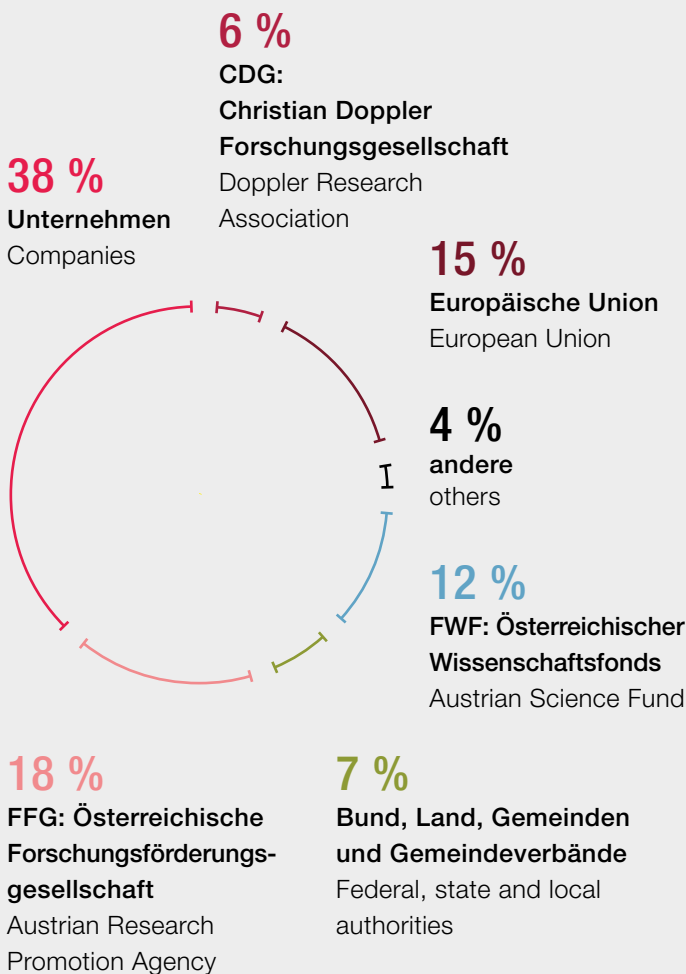 6 %
CDG:
Christian Doppler
Forschungsgesellschaft
Doppler Research
Association
38 %
Unternehmen
Companies
15 %
Europäische Union
European Union
4 %
andere
others
12 %
FWF: Österreichischer
Wissenschaftsfonds
Austrian Science Fund
18 %
FFG: Österreichische
Forschungsförderungs-
gesellschaft
Austrian Research
Promotion Agency
7 %
Bund, Land, Gemeinden
und Gemeindeverbände
Federal, state and local
authorities